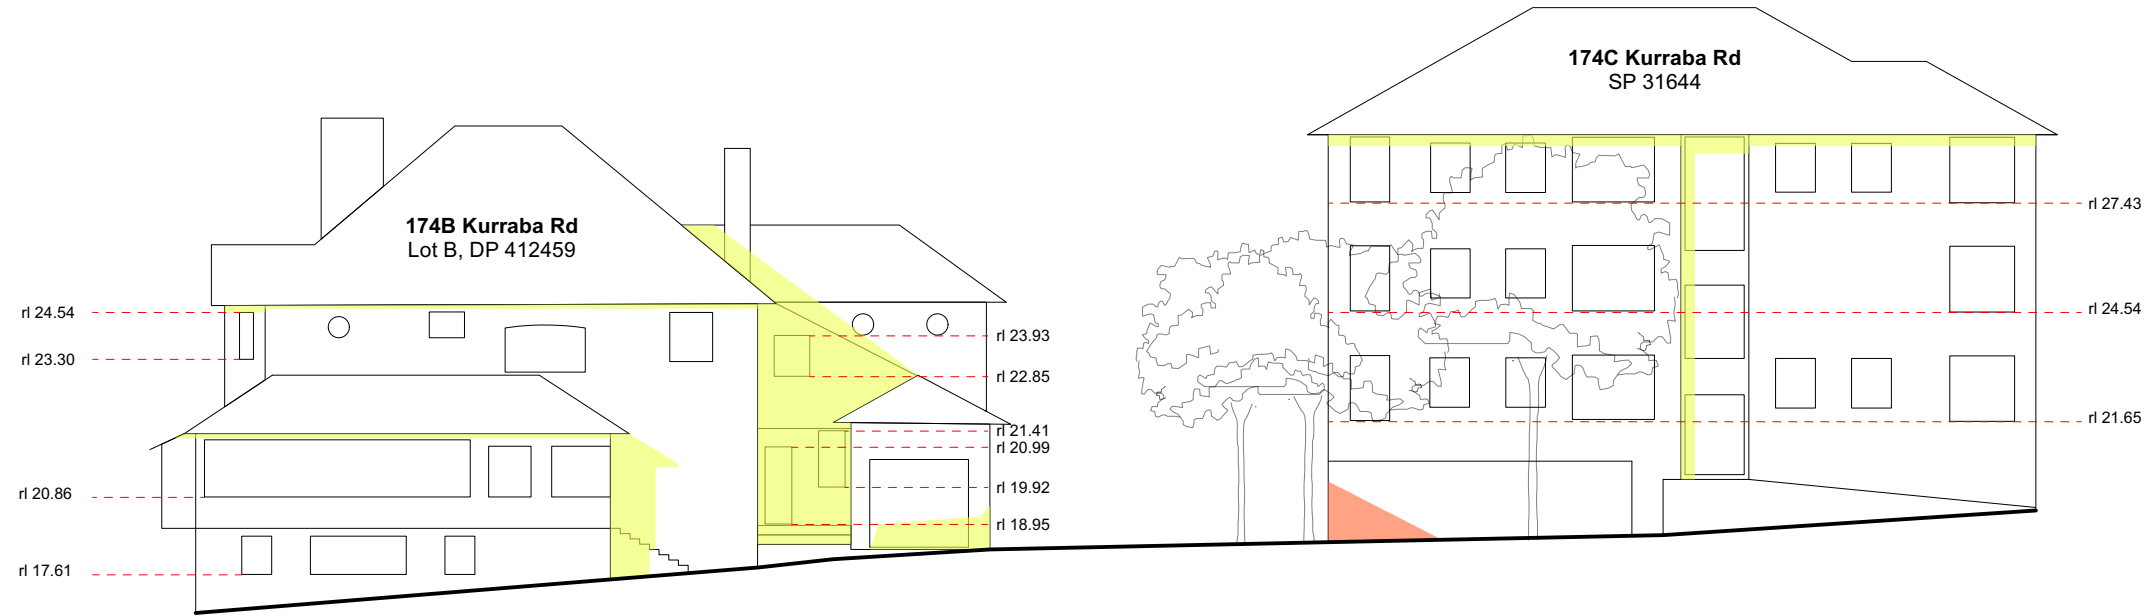 174B Kurraba Rd
Lot B, DP 412459
rl 24.54
rl 23.30
rl 20.86
rl 17.61
rl 23.93
rl 22.85
rl 21.41
rl 20.99
rl 19.92
rl 18.95
174C Kurraba Rd
SP 31644
rl 27.43
rl 24.54
rl 21.65